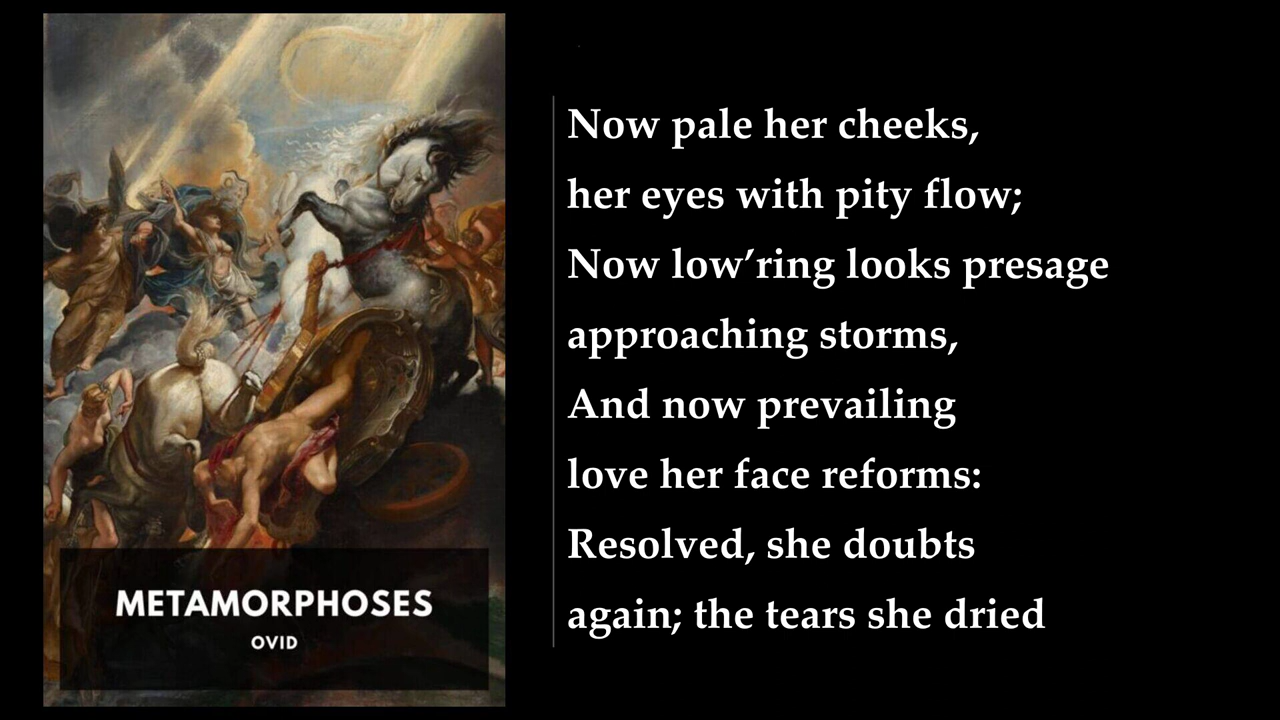 METAMORPHOSES
OVID
Now pale her cheeks,
her eyes with pity flow;
Now low’ring looks presage
approaching storms,
And now prevailing
love her face reforms:
Resolved, she doubts
again; the tears she dried